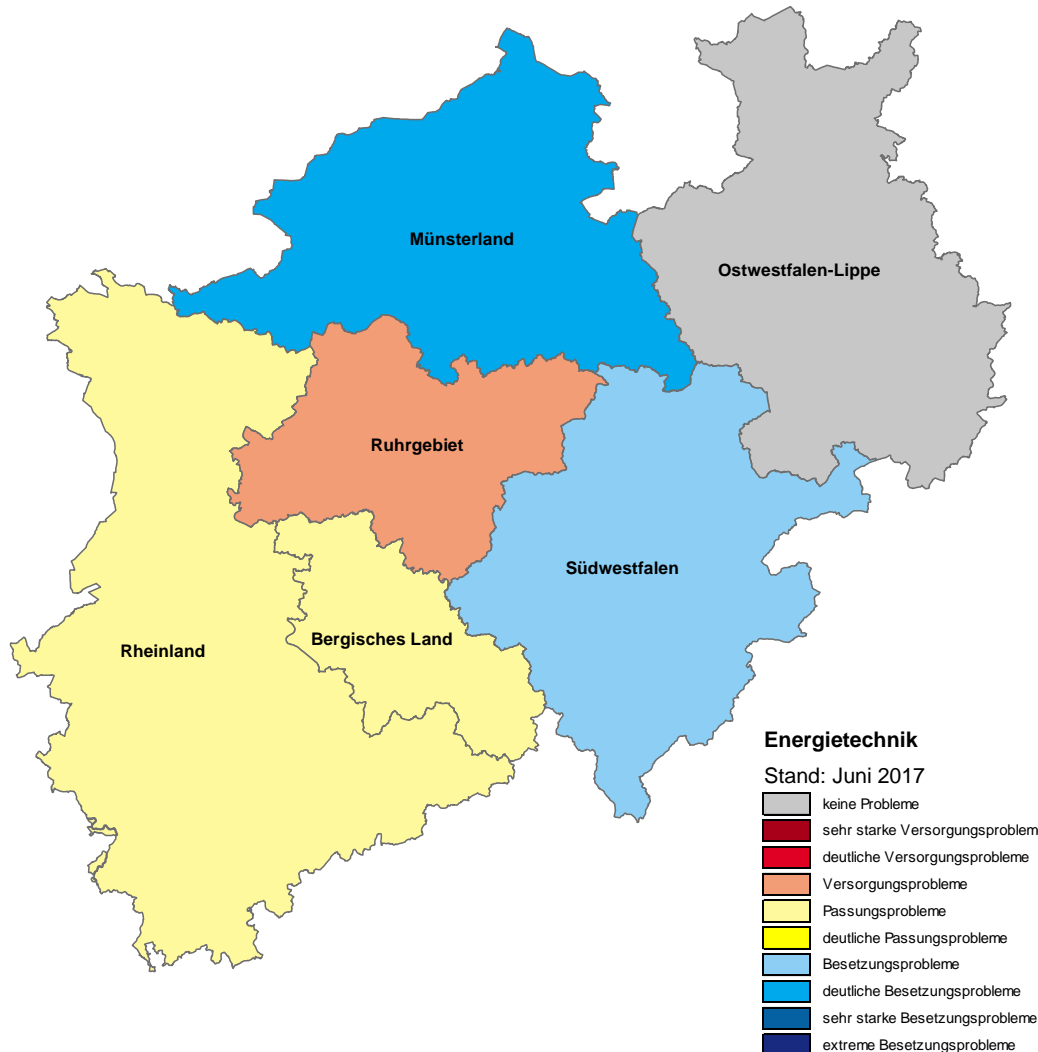 Münsterland
Ostwestfalen-Lippe
Ruhrgebiet
Südwestfalen
Bergisches Land
Rheinland
Energietechnik
Stand: Juni 2017
keine Probleme
sehr starke Versorgungsproblem
deutliche Versorgungsprobleme
Versorgungsprobleme
Passungsprobleme
deutliche Passungsprobleme
Besetzungsprobleme
deutliche Besetzungsprobleme
sehr starke Besetzungsprobleme
extreme Besetzungsprobleme